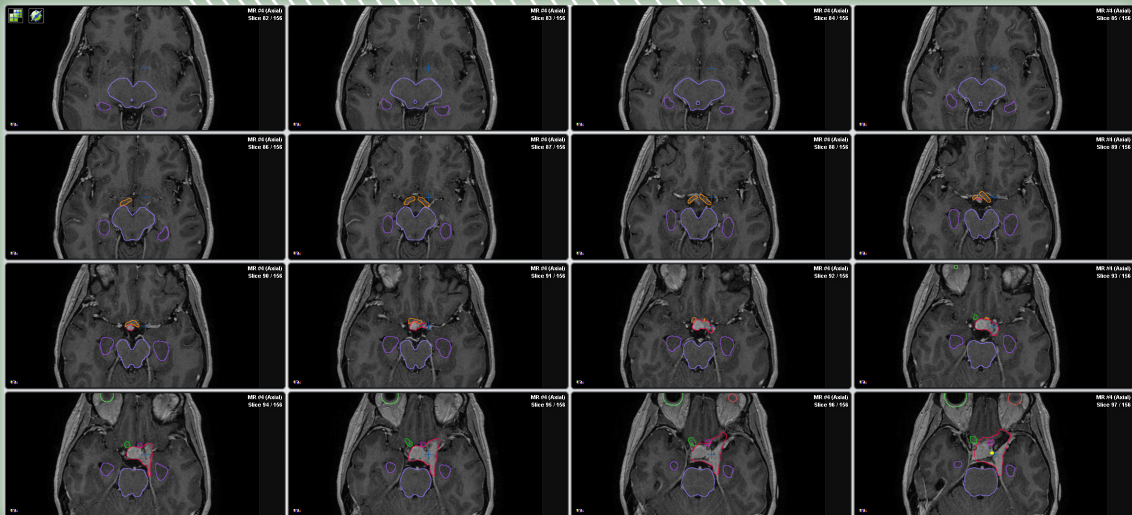 MR #4 (Axial)
Slice 82 / 156
MR #4 (Axial)
Slice 83 / 156
MR #4 (Axial)
Slice 84 / 156
MR #4 (Axial)
Slice 85 / 156
MR #4 (Axial)
Slice 86 / 156
MR #4 (Axial)
Slice 87 / 156
MR #4 (Axial)
Slice 88 / 156
MR #4 (Axial)
Slice 89 / 156
MR #4 (Axial)
Slice 90 / 156
MR #4 (Axial)
Slice 91 / 156
MR #4 (Axial)
Slice 92 / 156
MR #4 (Axial)
Slice 93 / 156
MR #4 (Axial)
Slice 94 / 156
MR #4 (Axial)
Slice 95 / 156
MR #4 (Axial)
Slice 96 / 156
MR #4 (Axial)
Slice 97 / 156